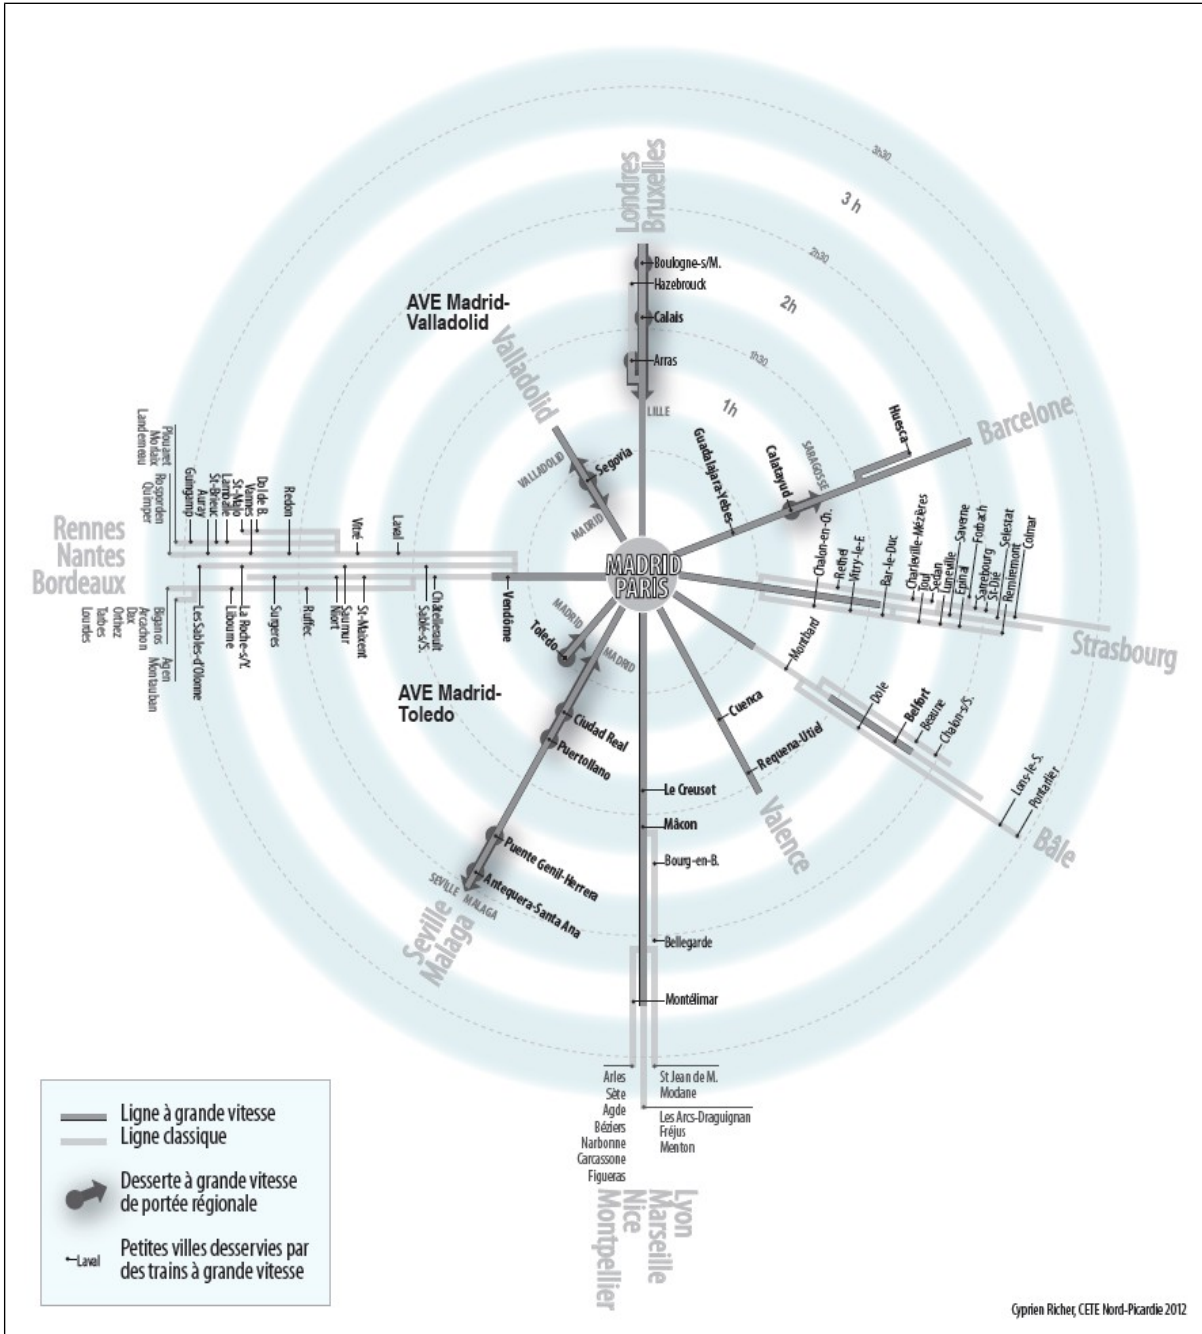 3h30
3 h
2h30
2h
1h30
1h
Londres
Bruxelles
Boulogne-s/M.
Hazebrouck
Calais
Arras
LILLE
AVE Madrid-
Valladolid
Valladolid
VALLADOLID
Segovia
MADRID
MADRID
PARIS
Guadalajara-Yebes
Calatayud
SARAGOSSE
Huesca
Barcelone
Chalon-en-Ch.
Rethel
Vitry-le-F.
Bar-le-Duc
Charleville-Mézières
Toul
Sedan
Luneville
Epinal
Saverne
Forbach
Sarrebourg
St-Dié
Selestat
Remiremont
Colmar
Strasbourg
Montbard
Dole
Belfort
Beaune
Chalon-s/S.
Lons-le-S.
Pontarlier
Bâle
Cuenca
Requena-Utiel
Valence
Le Creusot
Mâcon
Bourg-en-B.
Bellegarde
Montélimar
Arles
Sète
Agde
Béziers
Narbonne
Carcassone
Figueras
St Jean de M.
Modane
Les Arcs-Draguignan
Fréjus
Menton
Lyon
Marseille
Nice
Montpellier
MADRID
Toledo
MADRID
AVE Madrid-
Toledo
Ciudad Real
Puertollano
Puente Genil-Herrera
Antequera-Santa Ana
SEVILLE
MALAGA
Seville
Malaga
Rennes
Nantes
Bordeaux
Plouaret
Morlaix
Landerneau
Rosporden
Quimper
Guingamp
Auray
St-Brieuc
Lamballe
St-Malo
Vannes
Dol de B.
Redon
Vitré
Laval
Vendôme
Châtellerault
Sablé-s/S.
St-Maixent
Saumur
Niort
Ruffec
Surgeres
La Roche-s/Y.
Libourne
Les Sables-d'Olonne
Biganos
Arcachon
Dax
Orthez
Tarbes
Lourdes
Agen
Montauban
Ligne à grande vitesse
Ligne classique
Desserte à grande vitesse
de portée régionale
Laval
Petites villes desservies par
des trains à grande vitesse
Cyprien Richer, CETE Nord-Picardie 2012